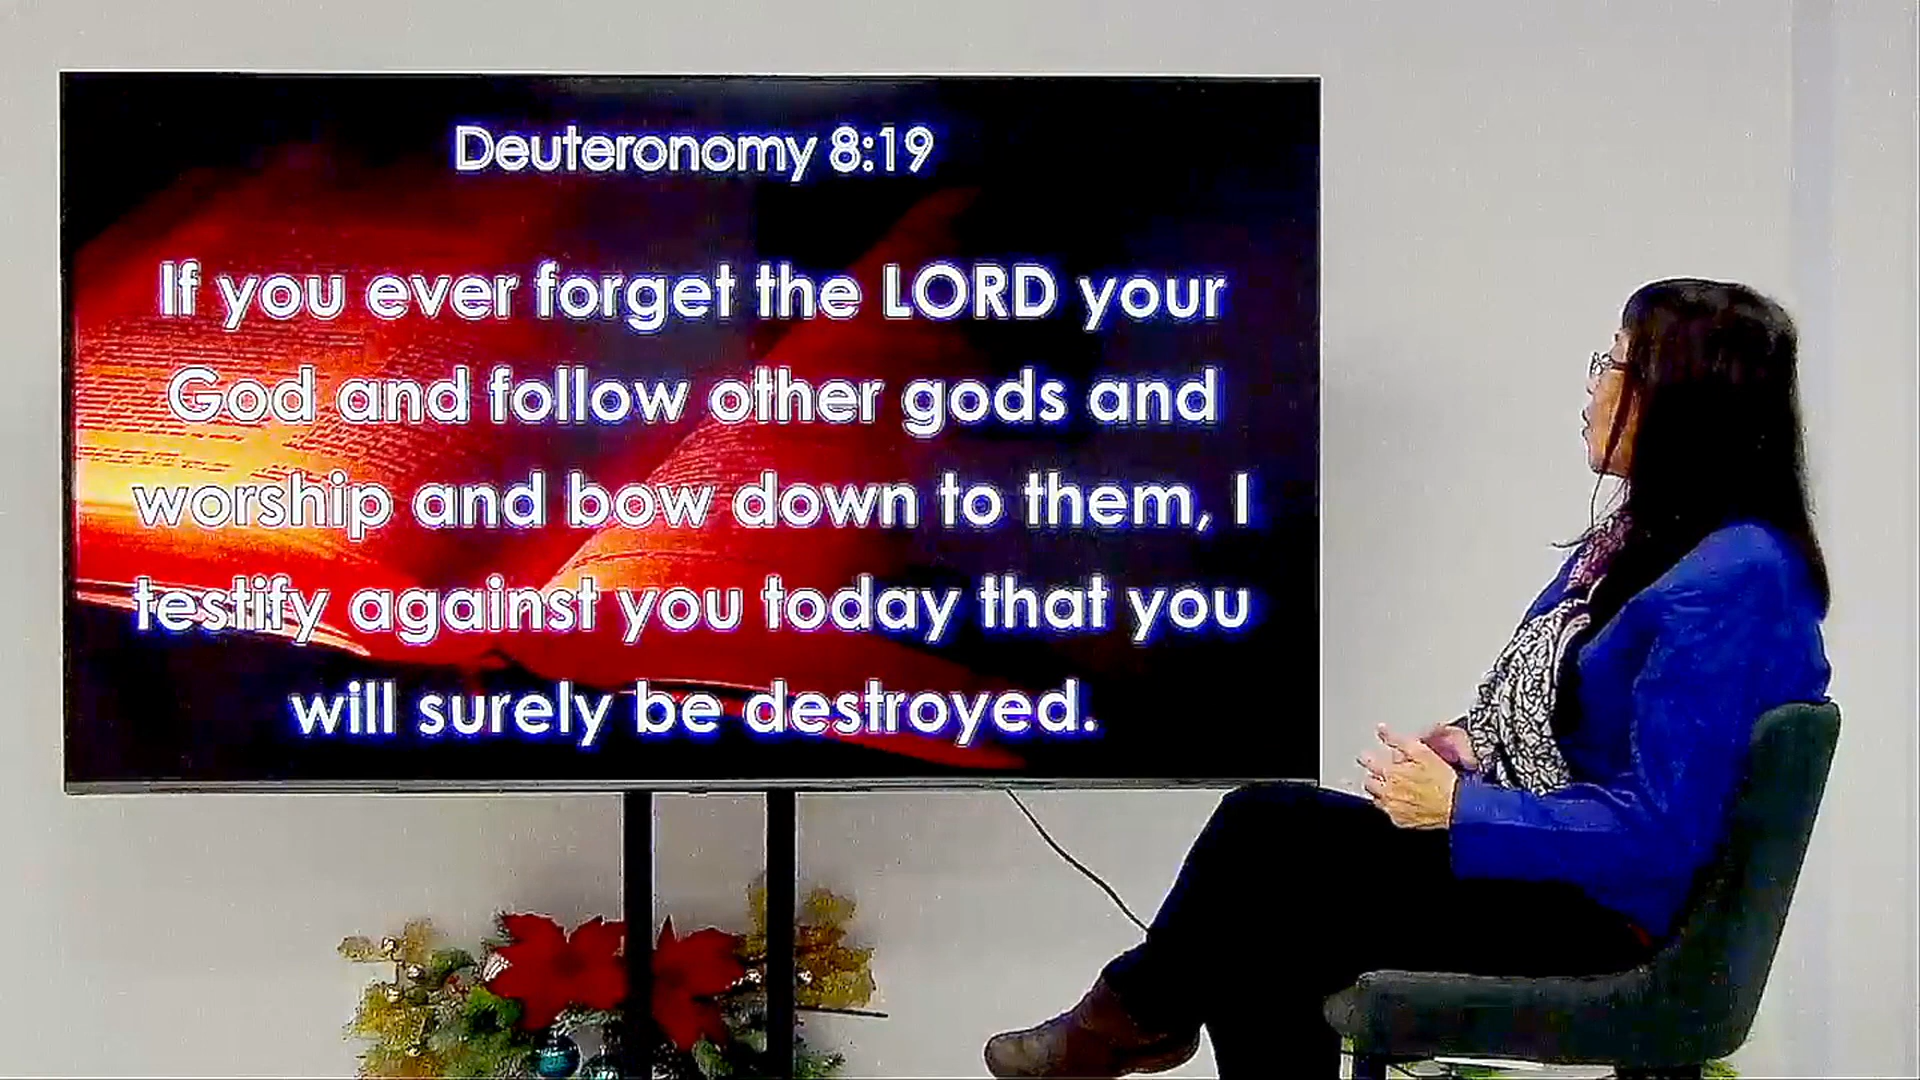 Deuteronomy 8:19
If you ever forget the LORD your
God and follow other gods and
worship and bow down to them, I
testify against you today that you
will surely be destroyed.